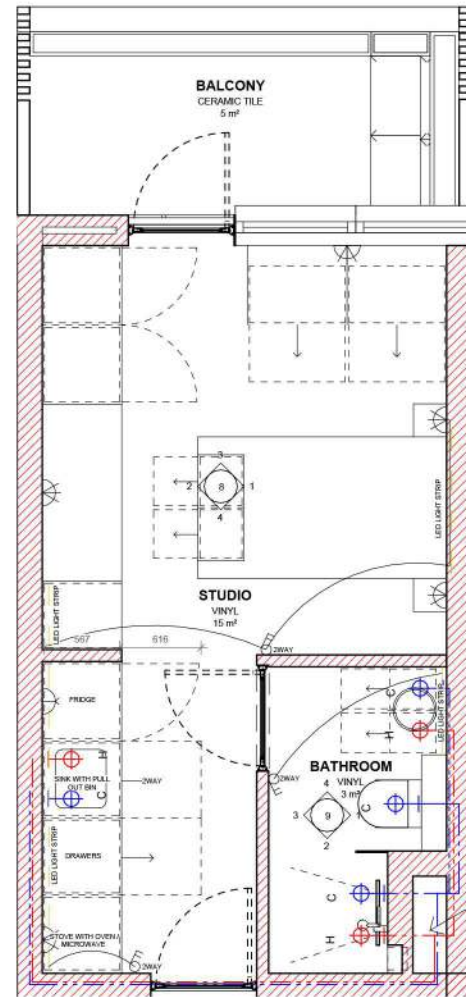 BALCONY
CERAMIC TILE
5 m²
3
2 8 1
4
LED LIGHT STRIP
LED LIGHT STRIP
STUDIO
VINYL
15 m²
567 616
2WAY
FRIDGE
C
H
LED LIGHT STRIP
H
SINK WITH PULL
OUT BIN
C
2WAY
BATHROOM
VINYL
3 m²
2WAY
4
3 9 1
2
C
LED LIGHT STRIP
DRAWERS
C
H
STOVE WITH OVEN /
MICROWAVE
2WAY